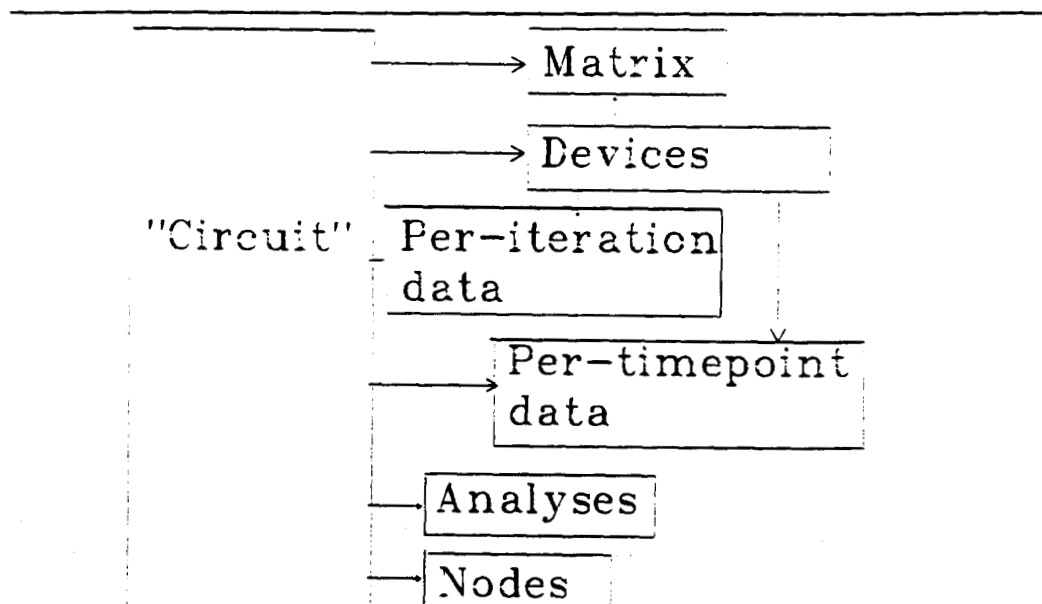 Matrix
Devices
"Circuit"
Per-iteration
data
Per-timepoint
data
Analyses
Nodes